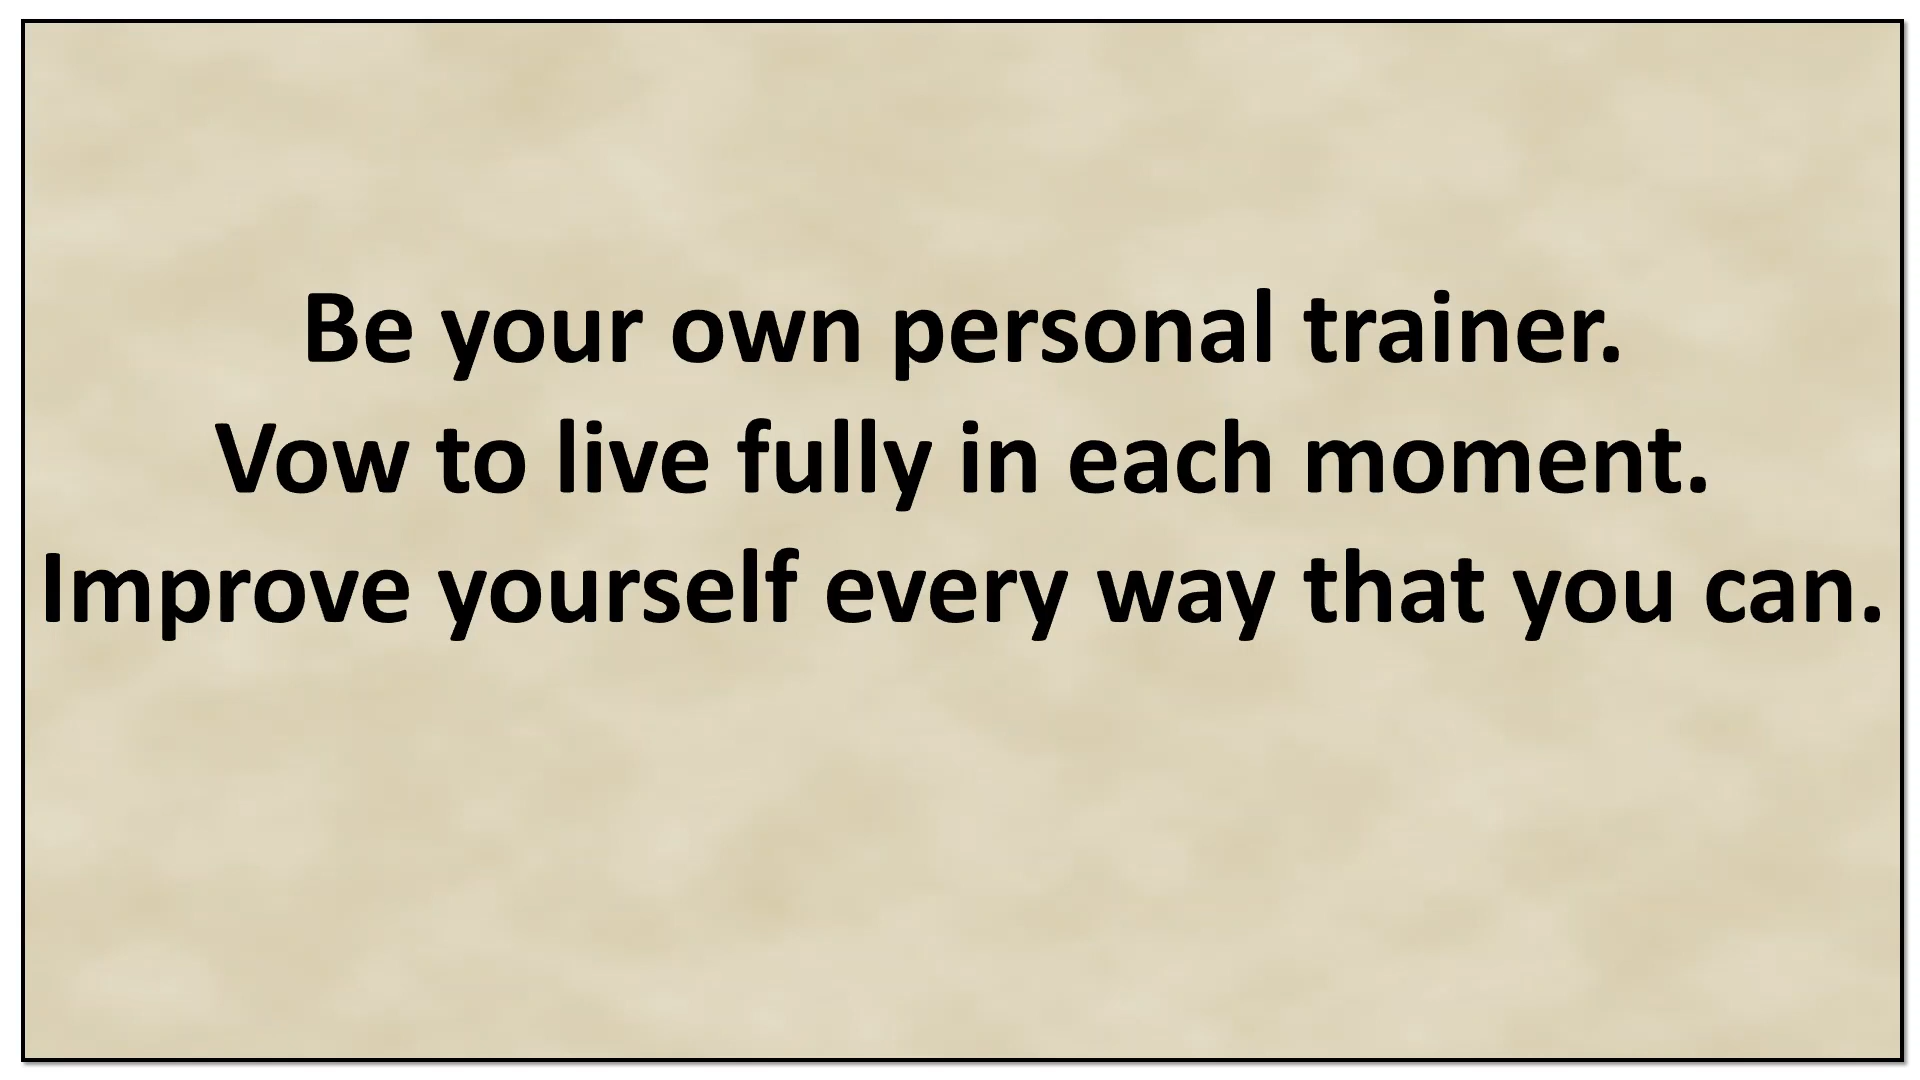 Be your own personal trainer.
Vow to live fully in each moment.
Improve yourself every way that you can.